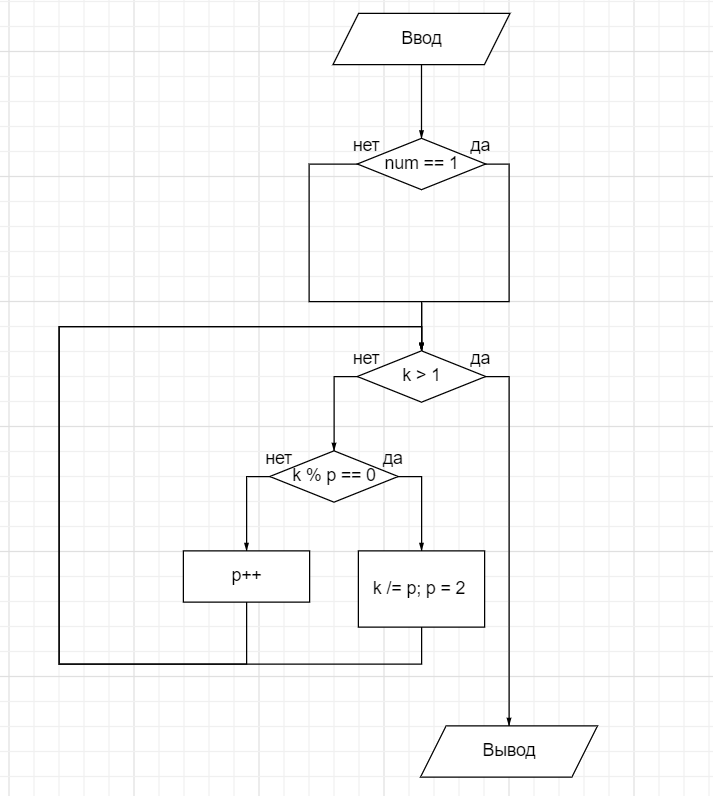 Ввод
нет
да
num == 1
нет
да
k > 1
нет
да
k % p == 0
p++
k /= p; p = 2
Вывод